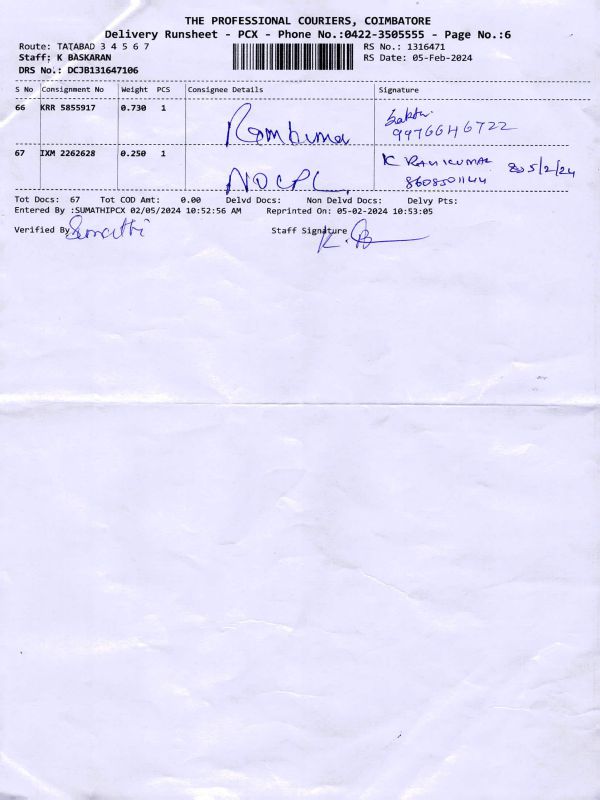 THE PROFESSIONAL COURIERS, COIMBATORE
Delivery Runsheet - PCX - Phone No.:0422-3505555 - Page No.:6
Route: TATABAD 3 4 5 6 7
RS No.: 1316471
Staff: K BASKARAN
RS Date: 05-Feb-2024
DRS No.: DCJB131647106
S No Consignment No Weight PCS Consignee Details Signature
66 KRR 5855917 0.730 1 Ramkumar
9976646722
67 IXM 2262628 0.250 1 NOCPL K RAVIKUMAR 5/2/24
8608501144
Tot Docs: 67 Tot COD Amt: 0.00 Delvd Docs: Non Delvd Docs: Delvy Pts:
Entered By :SUMATHIPCX 02/05/2024 10:52:56 AM Reprinted On: 05-02-2024 10:53:05
Verified By Sumathi Staff Signature